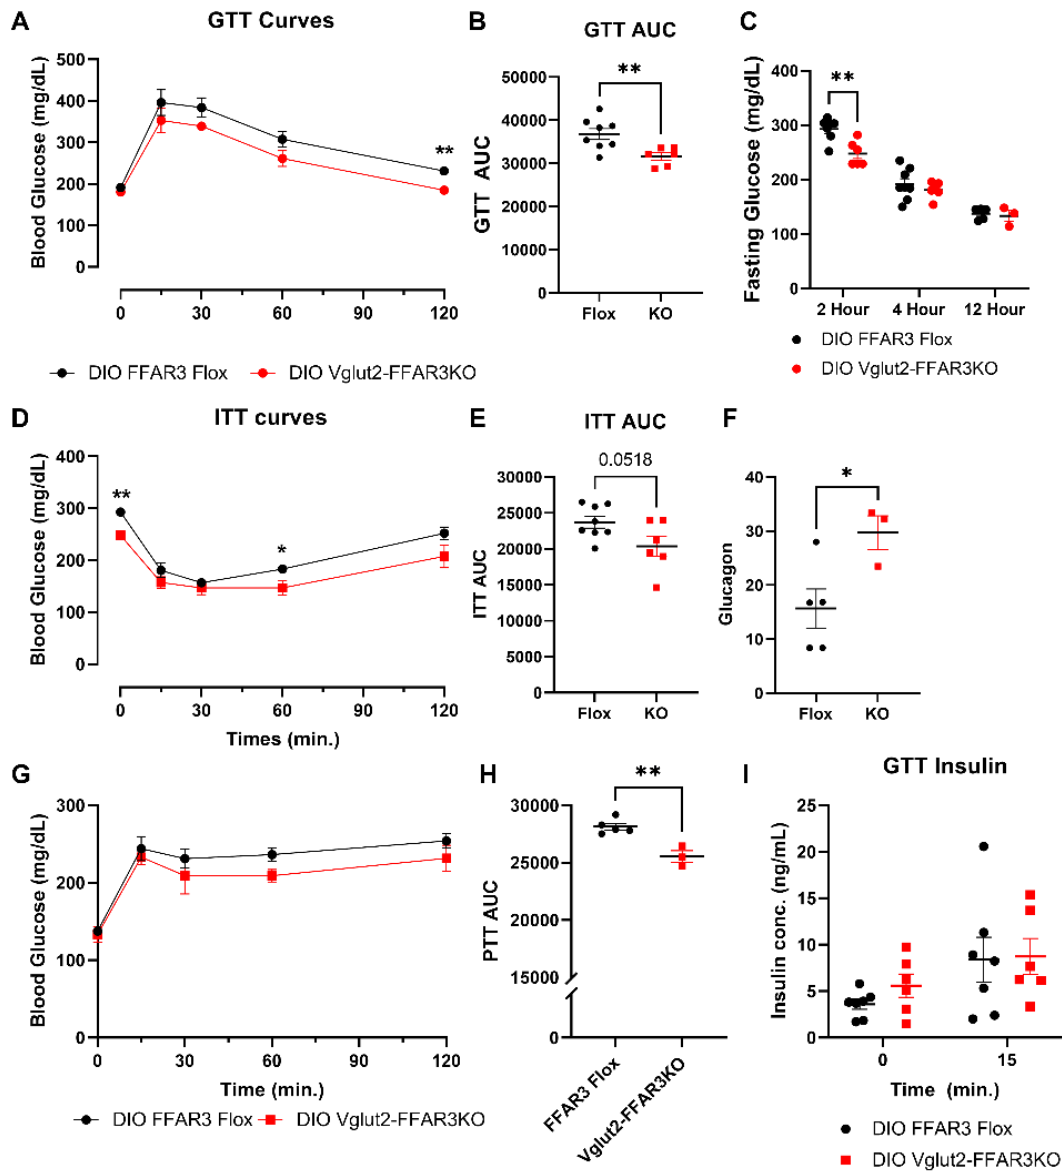 A
GTT Curves
Blood Glucose (mg/dL)
500
400
300
200
100
0
0 30 60 90 120
**
B
GTT AUC
GTT AUC
50000
40000
30000
20000
10000
0
**
Flox KO
C
Fasting Glucose (mg/dL)
400
300
200
100
0
**
2 Hour 4 Hour 12 Hour
DIO FFAR3 Flox
DIO Vglut2-FFAR3KO
DIO FFAR3 Flox DIO Vglut2-FFAR3KO
D
ITT curves
Blood Glucose (mg/dL)
400
300
200
100
0
**
*
0 30 60 90 120
Times (min.)
E
ITT AUC
ITT AUC
30000
25000
20000
15000
10000
5000
0
0.0518
Flox KO
F
Glucagon
40
30
20
10
0
*
Flox KO
G
Blood Glucose (mg/dL)
300
200
100
0
0 30 60 90 120
Time (min.)
DIO FFAR3 Flox DIO Vglut2-FFAR3KO
H
PTT AUC
30000
25000
20000
15000
0
**
FFAR3 Flox
Vglut2-FFAR3KO
I
GTT Insulin
Insulin conc. (ng/mL)
25
20
15
10
5
0
0 15
Time (min.)
DIO FFAR3 Flox
DIO Vglut2-FFAR3KO